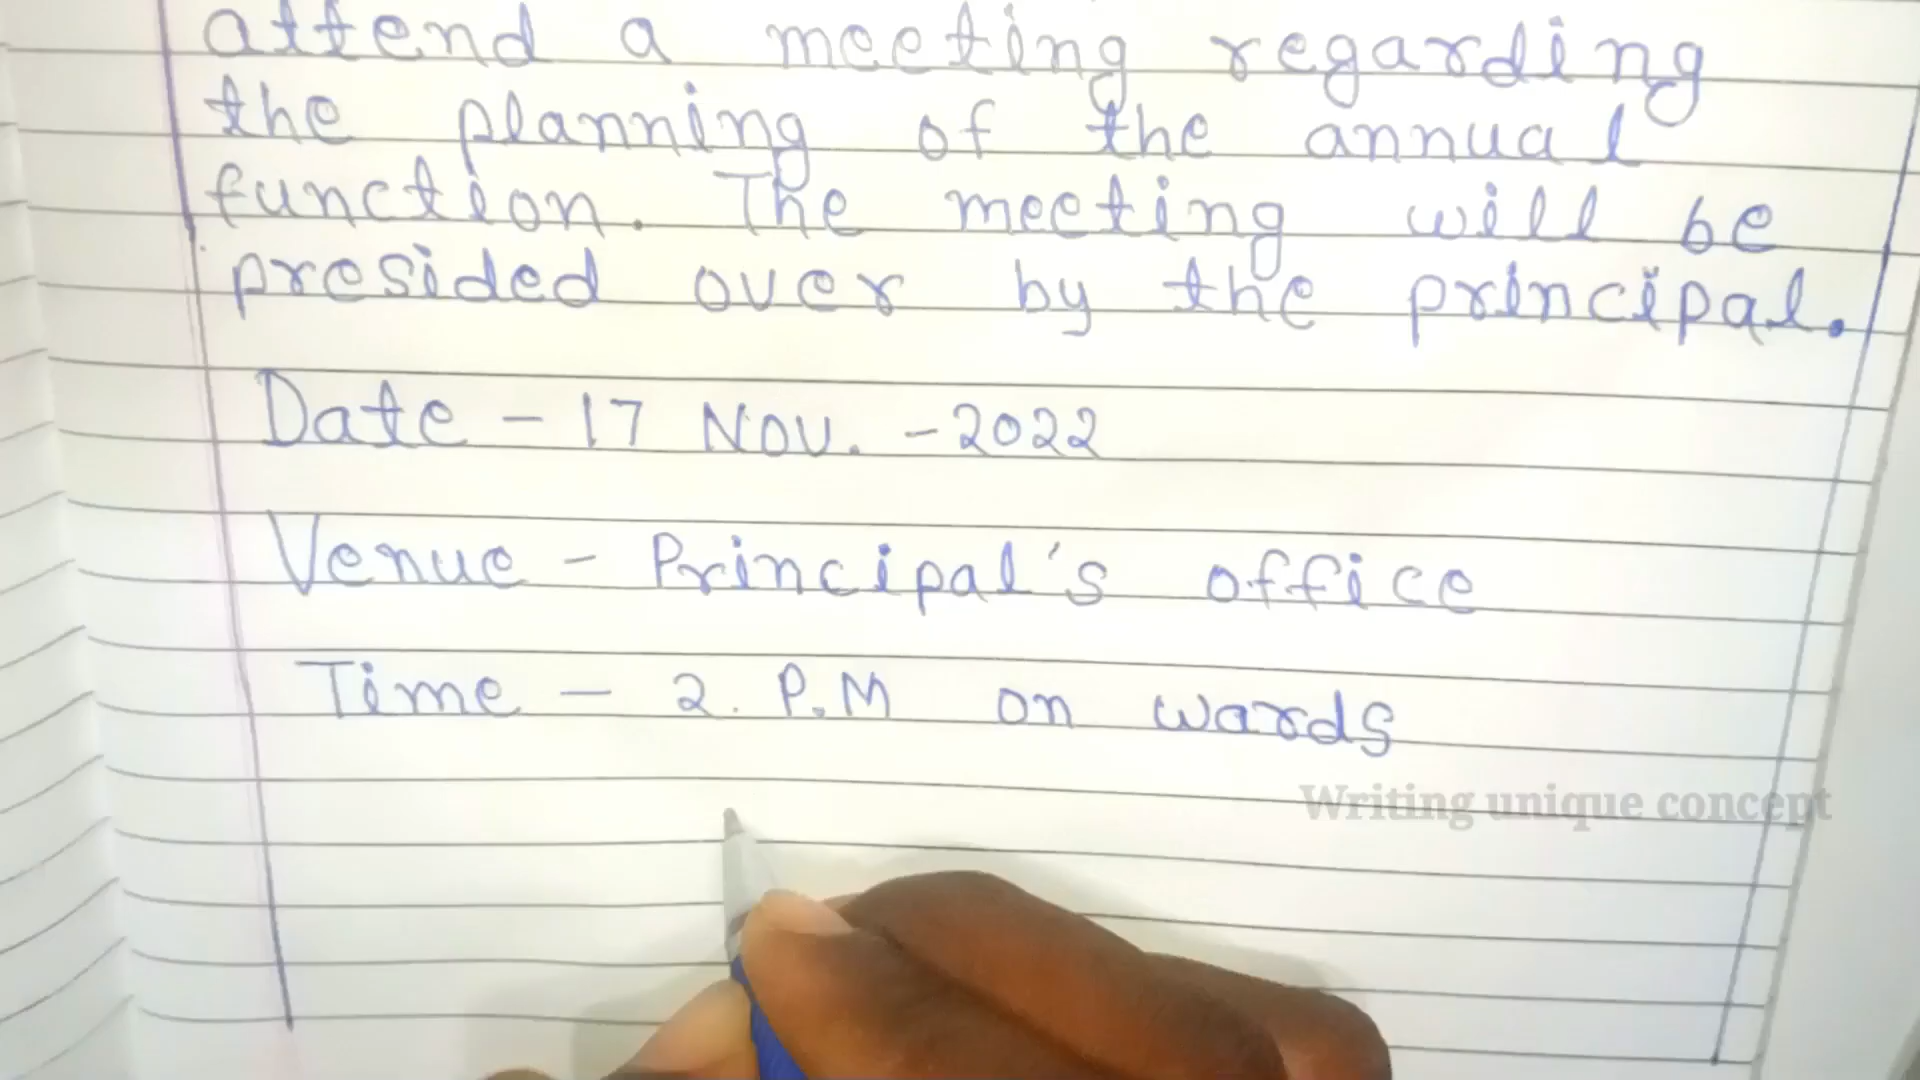 attend a meeting regarding
the planning of the annual
function. The meeting will be
presided over by the principal.
Date - 17 Nov. - 2022
Venue - Principal's office
Time - 2. P.M on wards
Writing unique concept